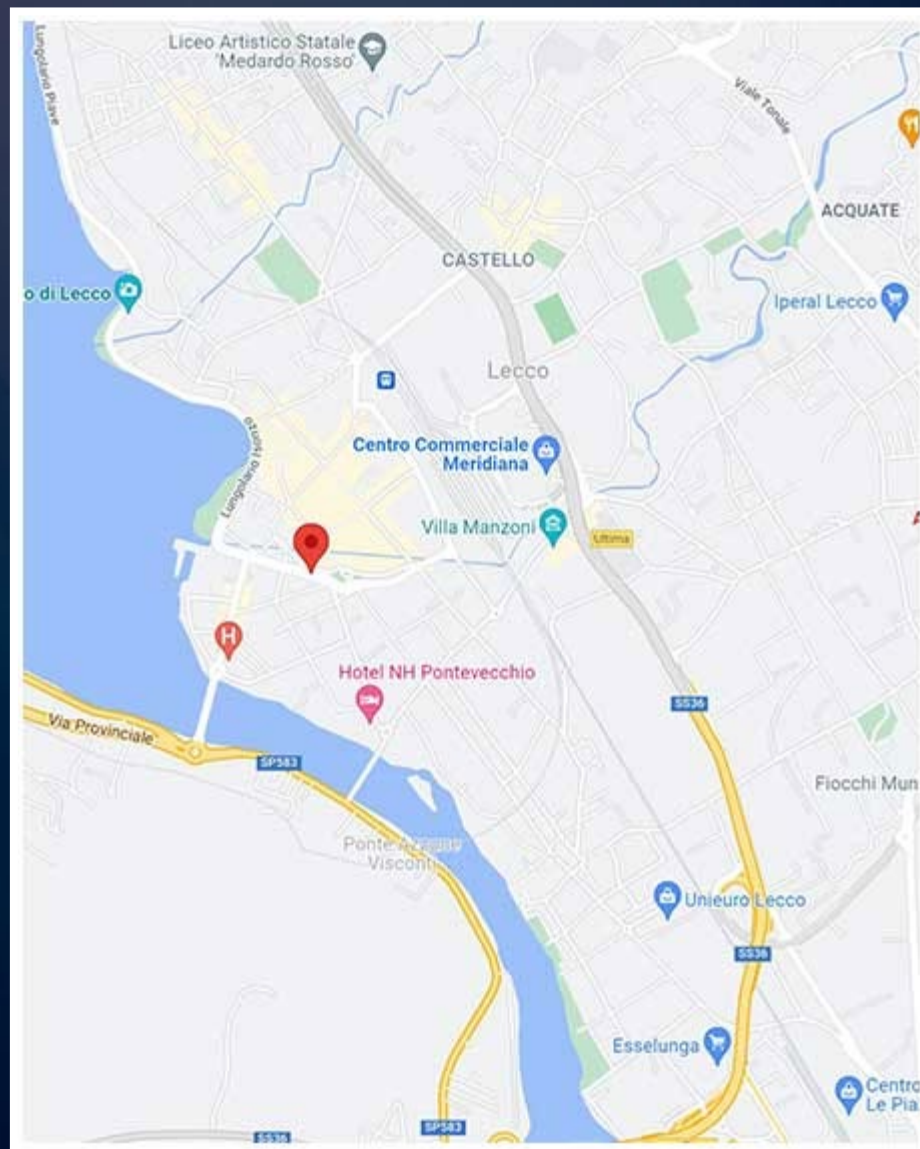 Lungolario Piave
Liceo Artistico Statale
'Medardo Rosso'
Viale Tonale
ACQUATE
CASTELLO
o di Lecco
Iperal Lecco
Lecco
Lungolario Isonzo
Centro Commerciale
Meridiana
Villa Manzoni
Ultima
A
H
Hotel NH Pontevecchio
SS36
Via Provinciale
SP583
Fiocchi Mun
Ponte Azzone
Visconti
Unieuro Lecco
SS36
Esselunga
Centro
Le Pia
SS36
SP583